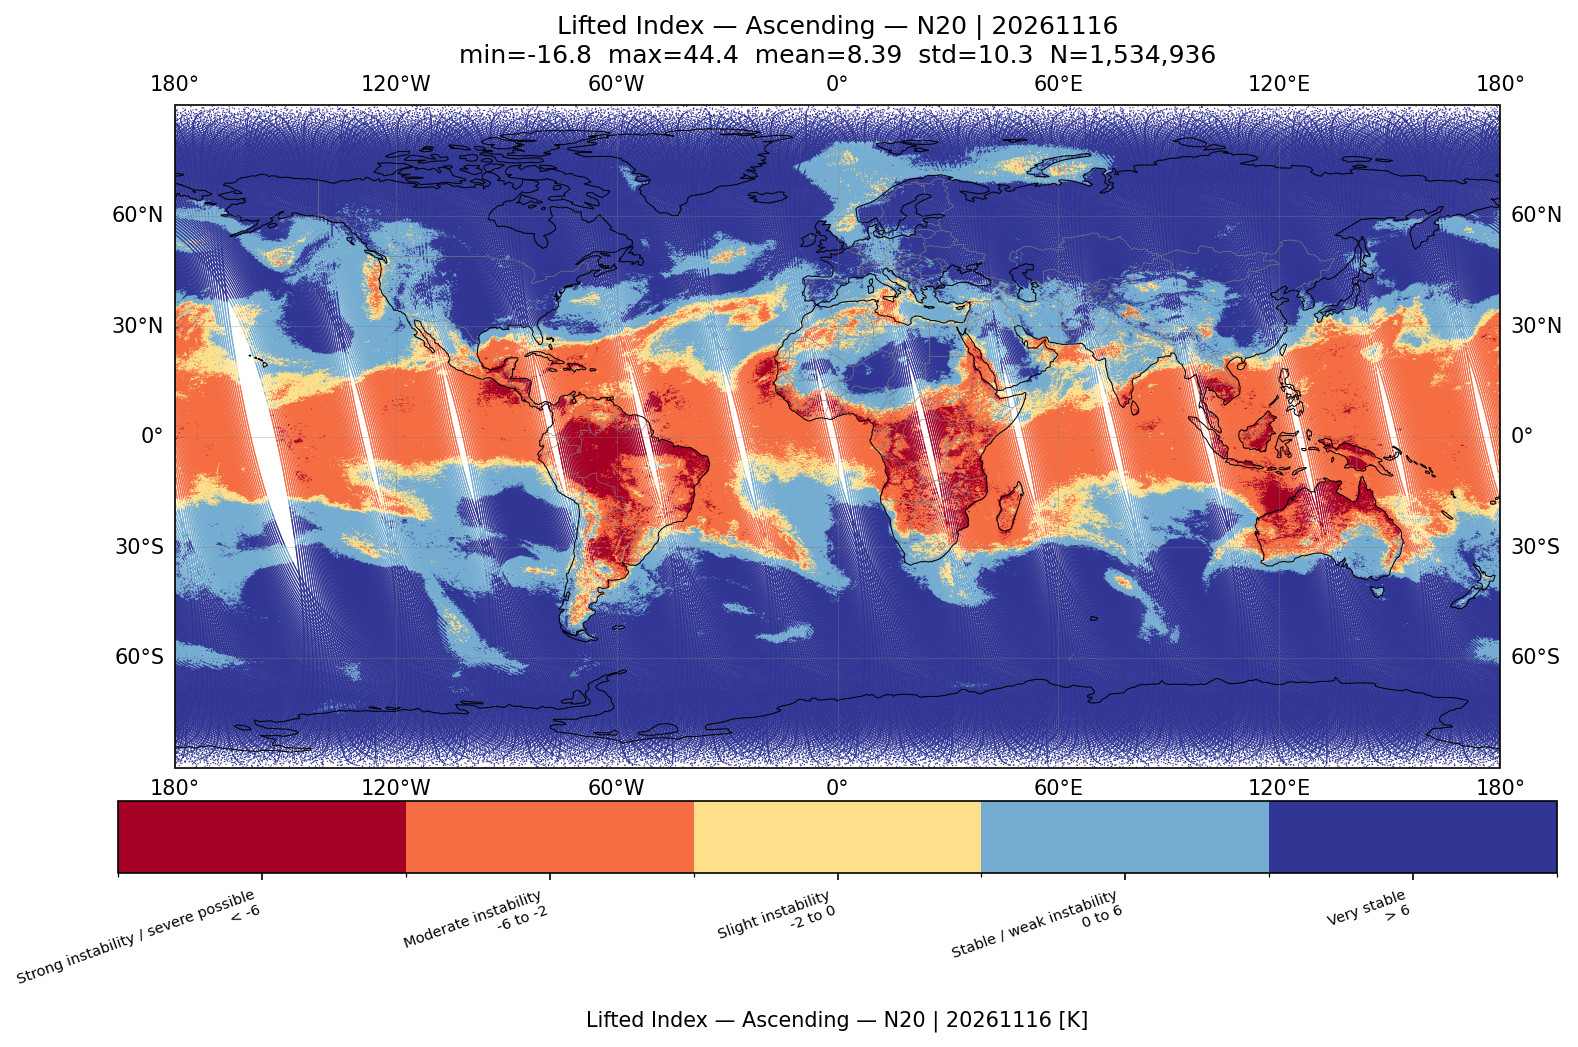 Lifted Index — Ascending — N20 | 20261116
min=-16.8  max=44.4  mean=8.39  std=10.3  N=1,534,936
180° 120°W 60°W 0° 60°E 120°E 180°
60°N 60°N
30°N 30°N
0° 0°
30°S 30°S
60°S 60°S
180° 120°W 60°W 0° 60°E 120°E 180°
Strong instability / severe possible
< -6
Moderate instability
-6 to -2
Slight instability
-2 to 0
Stable / weak instability
0 to 6
Very stable
> 6
Lifted Index — Ascending — N20 | 20261116 [K]